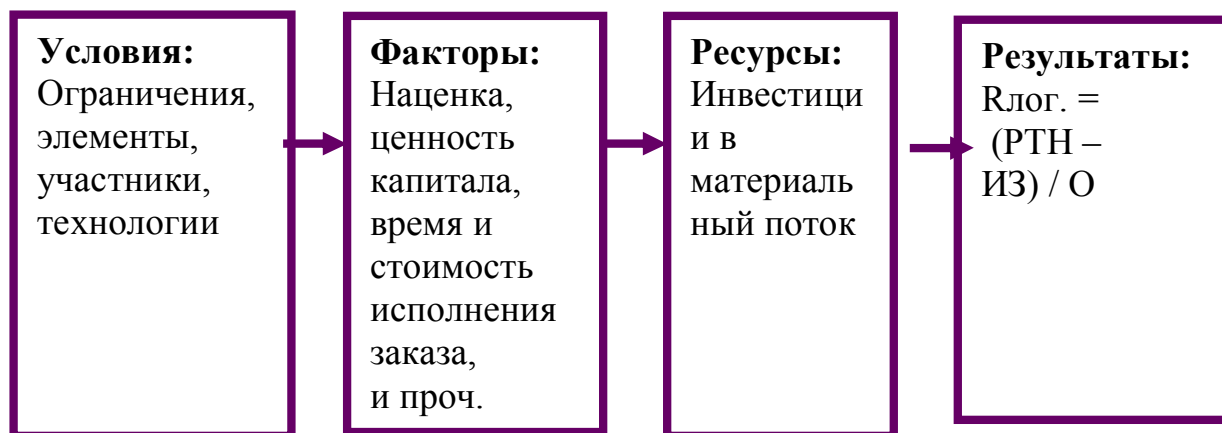 Условия:
Ограничения,
элементы,
участники,
технологии
Факторы:
Наценка,
ценность
капитала,
время и
стоимость
исполнения
заказа,
и проч.
Ресурсы:
Инвестици
и в
материаль
ный поток
Результаты:
Rлог. =
(РТН –
ИЗ) / О